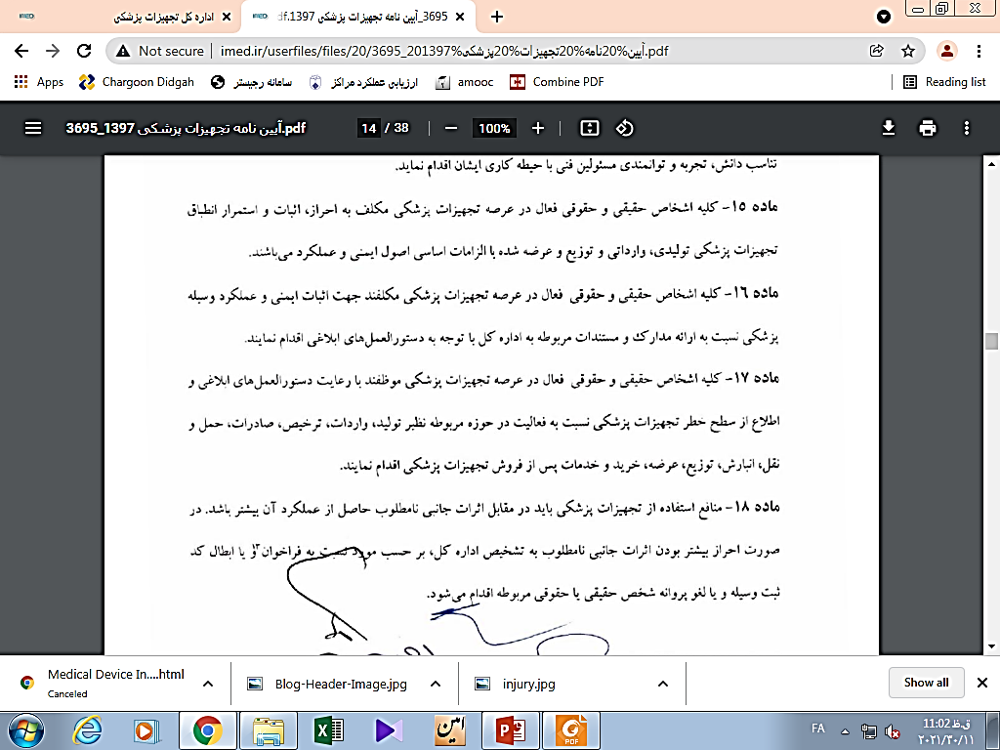 اداره کل تجهیزات پزشکی
3695_آیین نامه تجهیزات پزشکی 1397.pdf
Not secure | imed.ir/userfiles/files/20/3695_201397%آیین%20نامه%20تجهیزات%20پزشکی.pdf
Apps Chargoon Didgah سامانه رجیستر ارزیابی عملکرد مراکز amooc Combine PDF Reading list
3695_1397 آیین نامه تجهیزات پزشکی.pdf 14 / 38 100%
تناسب دانش، تجربه و توانمندی مسئولین فنی با حیطه کاری ایشان اقدام نماید.
ماده ۱۵- کلیه اشخاص حقیقی و حقوقی فعال در عرصه تجهیزات پزشکی مکلف به احراز، اثبات و استمرار انطباق
تجهیزات پزشکی تولیدی، وارداتی و توزیع و عرضه شده با الزامات اساسی اصول ایمنی و عملکرد می‌باشند.
ماده ۱۶- کلیه اشخاص حقیقی و حقوقی فعال در عرصه تجهیزات پزشکی مکلفند جهت اثبات ایمنی و عملکرد وسیله
پزشکی نسبت به ارائه مدارک و مستندات مربوطه به اداره کل با توجه به دستورالعمل‌های ابلاغی اقدام نمایند.
ماده ۱۷- کلیه اشخاص حقیقی و حقوقی فعال در عرصه تجهیزات پزشکی موظفند با رعایت دستورالعمل‌های ابلاغی و
اطلاع از سطح خطر تجهیزات پزشکی نسبت به فعالیت در حوزه مربوطه نظیر تولید، واردات، ترخیص، صادرات، حمل و
نقل، انبارش، توزیع، عرضه، خرید و خدمات پس از فروش تجهیزات پزشکی اقدام نمایند.
ماده ۱۸- منافع استفاده از تجهیزات پزشکی باید در مقابل اثرات جانبی نامطلوب حاصل از عملکرد آن بیشتر باشد. در
صورت احراز بیشتر بودن اثرات جانبی نامطلوب به تشخیص اداره کل، بر حسب مورد نسبت به فراخوان۱۳ و یا ابطال کد
ثبت وسیله و یا لغو پروانه شخص حقیقی یا حقوقی مربوطه اقدام می‌شود.
Medical Device In....html
Canceled
Blog-Header-Image.jpg
injury.jpg
Show all
امین
PDF
FA
11:02 ق.ظ
۲۰۲۱/۳۰/۱۱